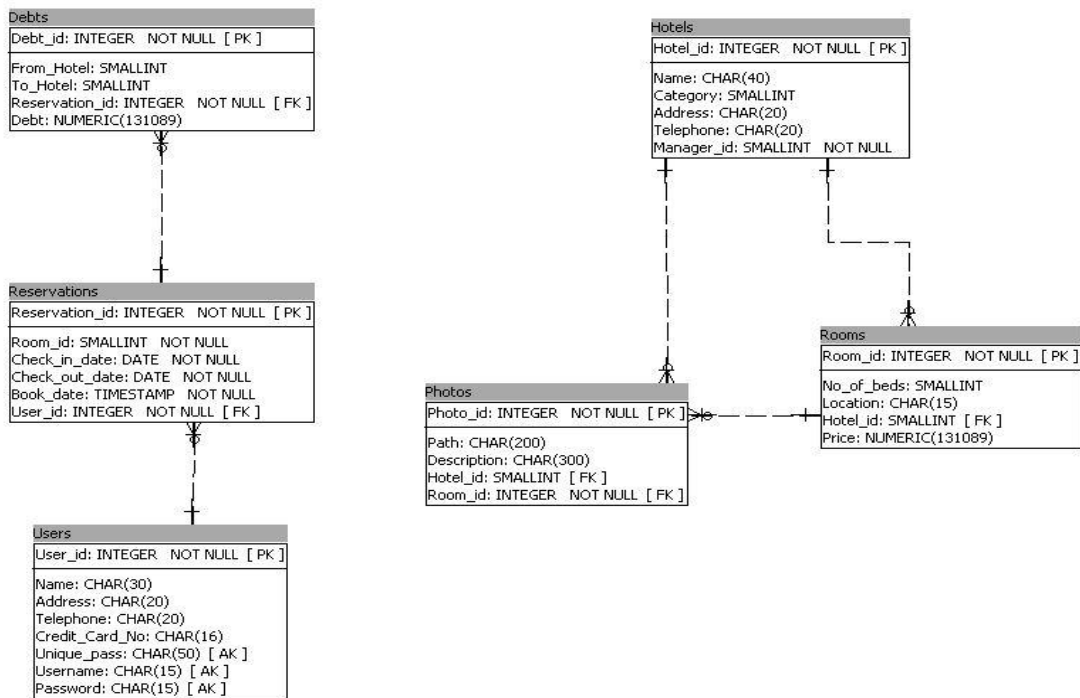 Debts
Debt_id: INTEGER NOT NULL [ PK ]
From_Hotel: SMALLINT
To_Hotel: SMALLINT
Reservation_id: INTEGER NOT NULL [ FK ]
Debt: NUMERIC(131089)
Hotels
Hotel_id: INTEGER NOT NULL [ PK ]
Name: CHAR(40)
Category: SMALLINT
Address: CHAR(20)
Telephone: CHAR(20)
Manager_id: SMALLINT NOT NULL
Reservations
Reservation_id: INTEGER NOT NULL [ PK ]
Room_id: SMALLINT NOT NULL
Check_in_date: DATE NOT NULL
Check_out_date: DATE NOT NULL
Book_date: TIMESTAMP NOT NULL
User_id: INTEGER NOT NULL [ FK ]
Rooms
Room_id: INTEGER NOT NULL [ PK ]
No_of_beds: SMALLINT
Location: CHAR(15)
Hotel_id: SMALLINT [ FK ]
Price: NUMERIC(131089)
Photos
Photo_id: INTEGER NOT NULL [ PK ]
Path: CHAR(200)
Description: CHAR(300)
Hotel_id: SMALLINT [ FK ]
Room_id: INTEGER NOT NULL [ FK ]
Users
User_id: INTEGER NOT NULL [ PK ]
Name: CHAR(30)
Address: CHAR(20)
Telephone: CHAR(20)
Credit_Card_No: CHAR(16)
Unique_pass: CHAR(50) [ AK ]
Username: CHAR(15) [ AK ]
Password: CHAR(15) [ AK ]